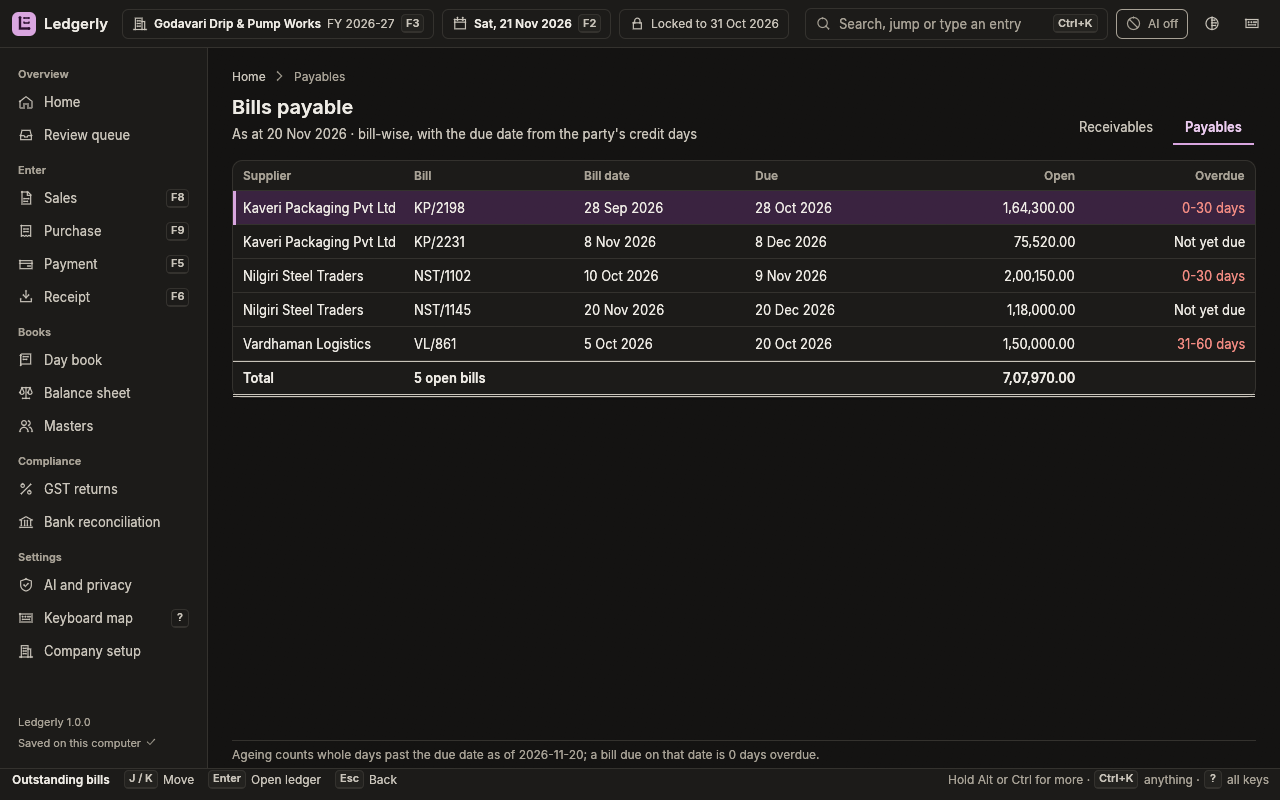 Ledgerly
Godavari Drip & Pump Works FY 2026-27 F3
Sat, 21 Nov 2026 F2
Locked to 31 Oct 2026
Search, jump or type an entry Ctrl+K
AI off
Overview
Home
Review queue
Enter
Sales F8
Purchase F9
Payment F5
Receipt F6
Books
Day book
Balance sheet
Masters
Compliance
GST returns
Bank reconciliation
Settings
AI and privacy
Keyboard map ?
Company setup
Ledgerly 1.0.0
Saved on this computer
Home Payables
Bills payable
As at 20 Nov 2026 · bill-wise, with the due date from the party's credit days
Receivables Payables
Supplier Bill Bill date Due Open Overdue
Kaveri Packaging Pvt Ltd KP/2198 28 Sep 2026 28 Oct 2026 1,64,300.00 0-30 days
Kaveri Packaging Pvt Ltd KP/2231 8 Nov 2026 8 Dec 2026 75,520.00 Not yet due
Nilgiri Steel Traders NST/1102 10 Oct 2026 9 Nov 2026 2,00,150.00 0-30 days
Nilgiri Steel Traders NST/1145 20 Nov 2026 20 Dec 2026 1,18,000.00 Not yet due
Vardhaman Logistics VL/861 5 Oct 2026 20 Oct 2026 1,50,000.00 31-60 days
Total 5 open bills 7,07,970.00
Ageing counts whole days past the due date as of 2026-11-20; a bill due on that date is 0 days overdue.
Outstanding bills J / K Move Enter Open ledger Esc Back
Hold Alt or Ctrl for more · Ctrl+K anything · ? all keys